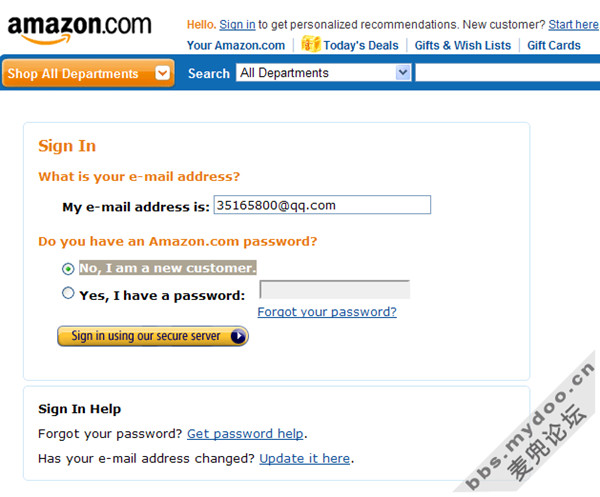 amazon.com
Hello. Sign in to get personalized recommendations. New customer? Start here
Your Amazon.com Today's Deals Gifts & Wish Lists Gift Cards
Shop All Departments Search All Departments
Sign In
What is your e-mail address?
My e-mail address is: 35165800@qq.com
Do you have an Amazon.com password?
No, I am a new customer.
Yes, I have a password:
Forgot your password?
Sign in using our secure server
Sign In Help
Forgot your password? Get password help.
Has your e-mail address changed? Update it here.
bbs.mydoo.cn
麦兜论坛